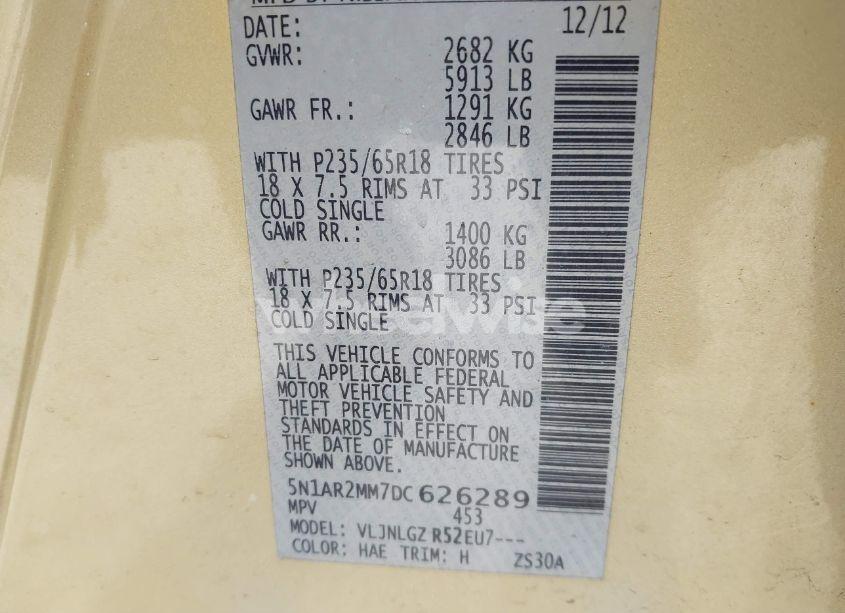 DATE: 12/12
GVWR: 2682 KG
5913 LB
GAWR FR.: 1291 KG
2846 LB
WITH P235/65R18 TIRES
18 X 7.5 RIMS AT 33 PSI
COLD SINGLE
GAWR RR.: 1400 KG
3086 LB
WITH P235/65R18 TIRES
18 X 7.5 RIMS AT 33 PSI
COLD SINGLE
THIS VEHICLE CONFORMS TO
ALL APPLICABLE FEDERAL
MOTOR VEHICLE SAFETY AND
THEFT PREVENTION
STANDARDS IN EFFECT ON
THE DATE OF MANUFACTURE
SHOWN ABOVE.
5N1AR2MM7DC626289
MPV 453
MODEL: VLJNLGZ R52EU7---
COLOR: HAE TRIM: H ZS30A